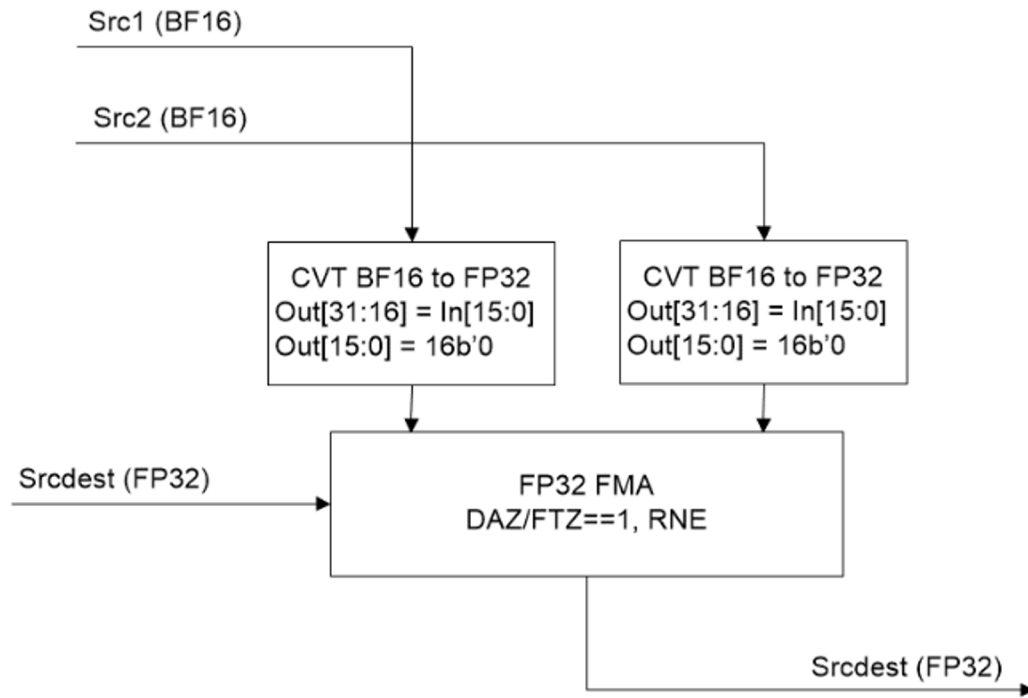 Src1 (BF16)
Src2 (BF16)
CVT BF16 to FP32
Out[31:16] = In[15:0]
Out[15:0] = 16b’0
CVT BF16 to FP32
Out[31:16] = In[15:0]
Out[15:0] = 16b’0
Srcdest (FP32)
FP32 FMA
DAZ/FTZ==1, RNE
Srcdest (FP32)